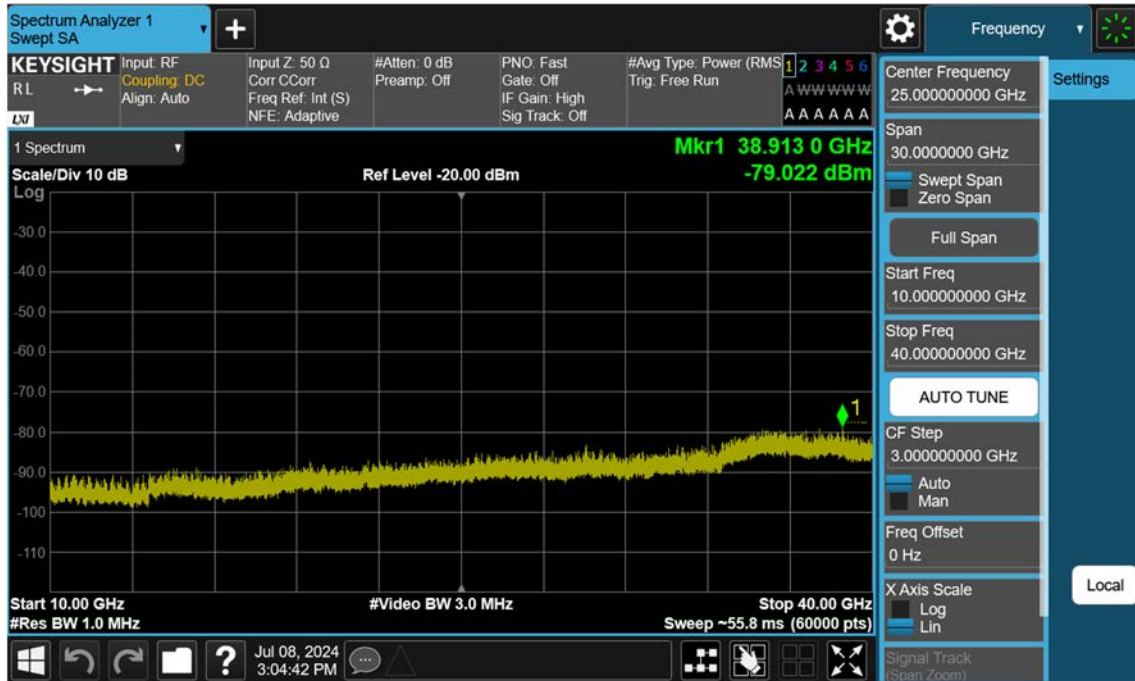 Spectrum Analyzer 1
Swept SA
+
Frequency
KEYSIGHT
RL
LXI
Input: RF
Coupling: DC
Align: Auto
Input Z: 50 Ω
Corr CCorr
Freq Ref: Int (S)
NFE: Adaptive
#Atten: 0 dB
Preamp: Off
PNO: Fast
Gate: Off
IF Gain: High
Sig Track: Off
#Avg Type: Power (RMS
Trig: Free Run
1 2 3 4 5 6
A W W W W W
A A A A A A
Center Frequency
25.000000000 GHz
Settings
1 Spectrum
Mkr1 38.913 0 GHz
Scale/Div 10 dB
Ref Level -20.00 dBm
-79.022 dBm
Span
30.0000000 GHz
Swept Span
Zero Span
Full Span
Start Freq
10.000000000 GHz
Stop Freq
40.000000000 GHz
AUTO TUNE
CF Step
3.000000000 GHz
Auto
Man
Freq Offset
0 Hz
X Axis Scale
Log
Lin
Signal Track
(Span Zoom)
Local
Log
-30.0
-40.0
-50.0
-60.0
-70.0
-80.0
-90.0
-100
-110
1
Start 10.00 GHz
#Video BW 3.0 MHz
Stop 40.00 GHz
#Res BW 1.0 MHz
Sweep ~55.8 ms (60000 pts)
?
Jul 08, 2024
3:04:42 PM